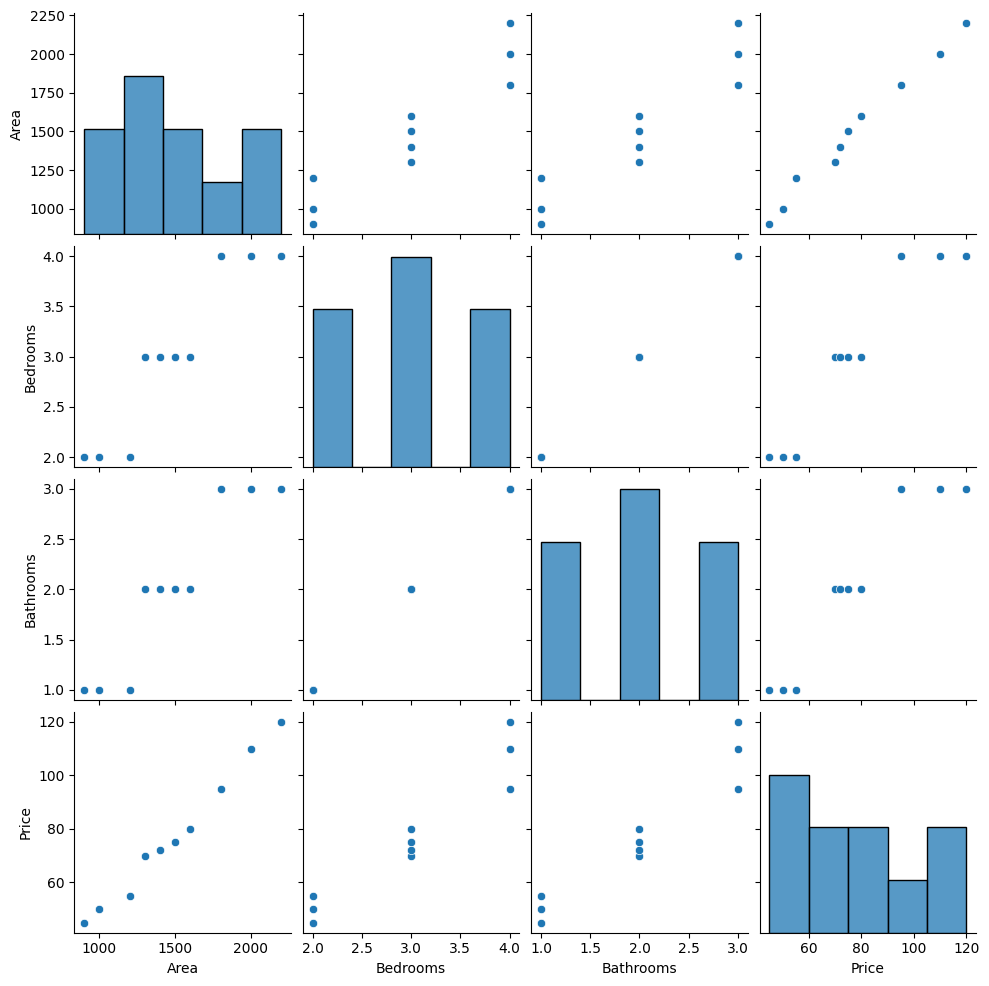 2250
2000
1750
1500
1250
1000
Area
1000 1500 2000
2.0 2.5 3.0 3.5 4.0
1.0 1.5 2.0 2.5 3.0
60 80 100 120
4.0
3.5
3.0
2.5
2.0
Bedrooms
3.0
2.5
2.0
1.5
1.0
Bathrooms
120
100
80
60
Price
Area Bedrooms Bathrooms Price